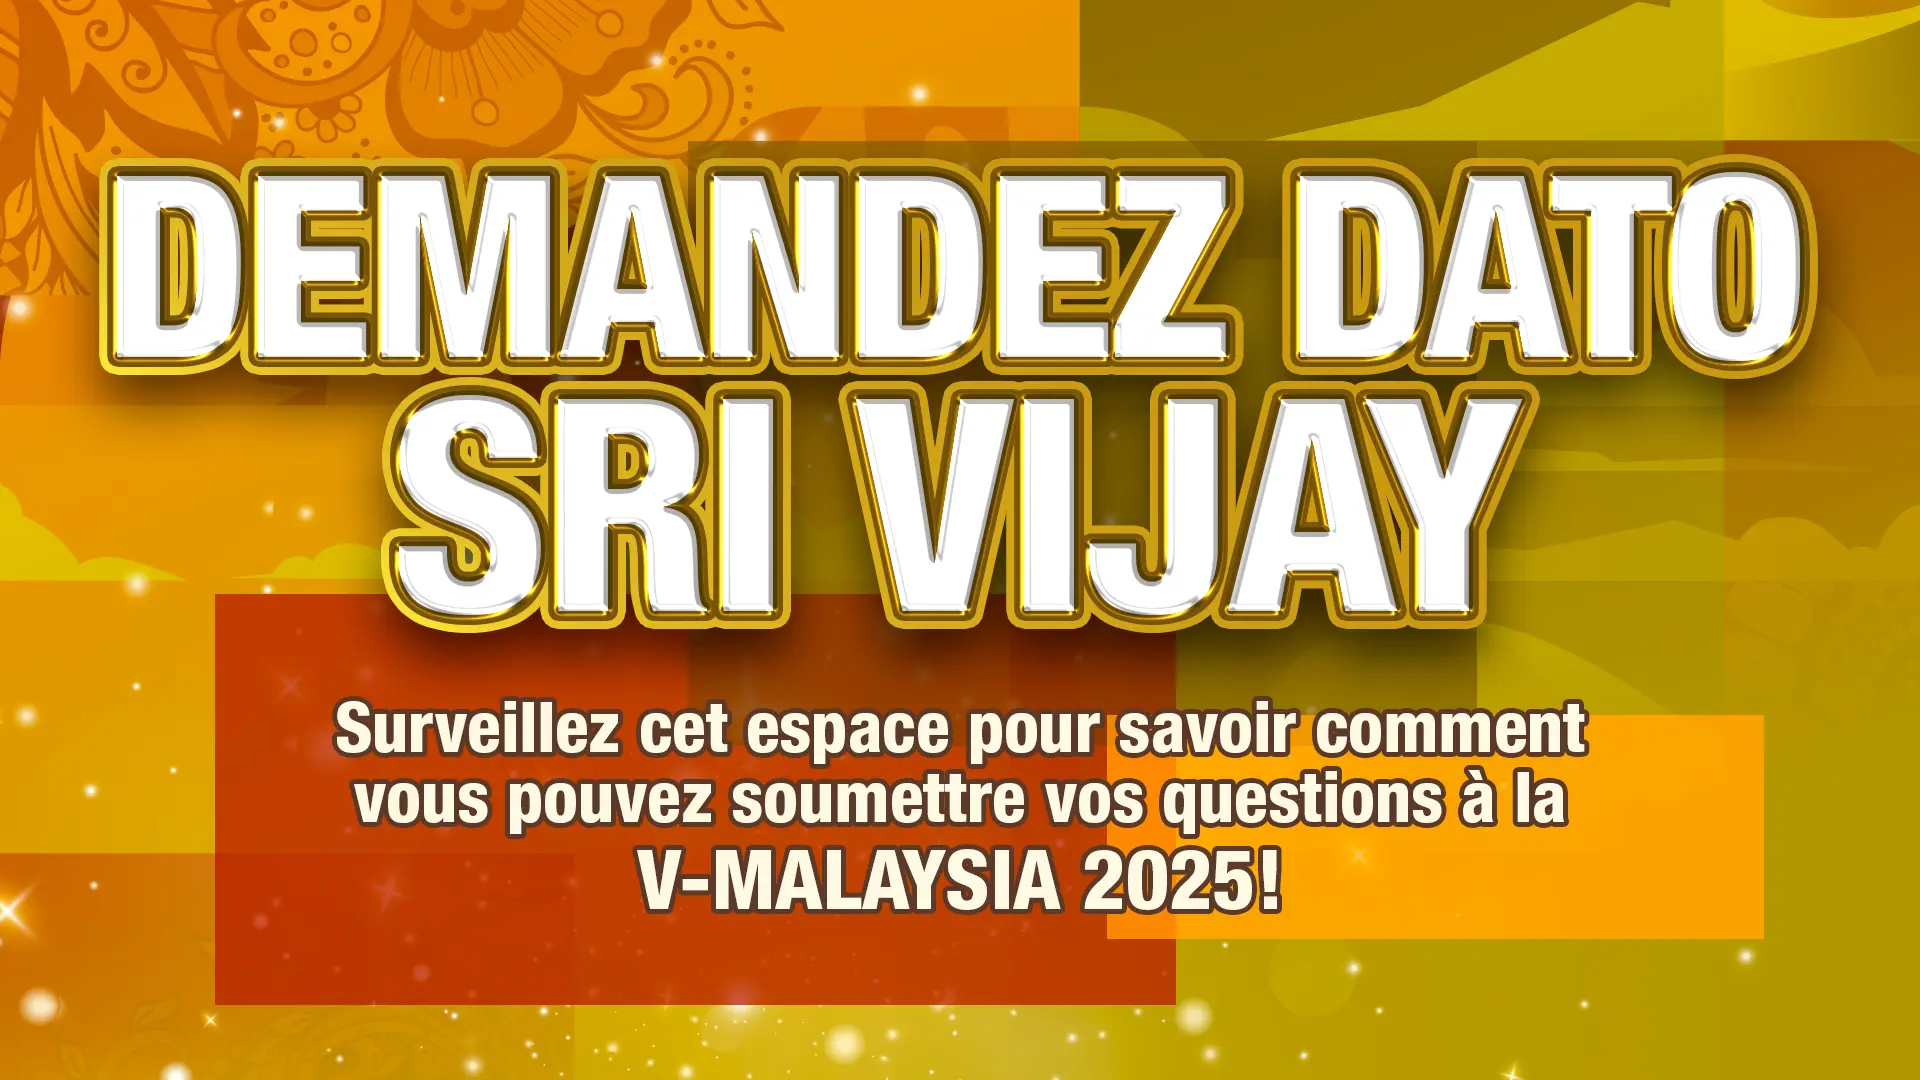 DEMANDEZ DATO
SRI VIJAY
Surveillez cet espace pour savoir comment
vous pouvez soumettre vos questions à la
V-MALAYSIA 2025!